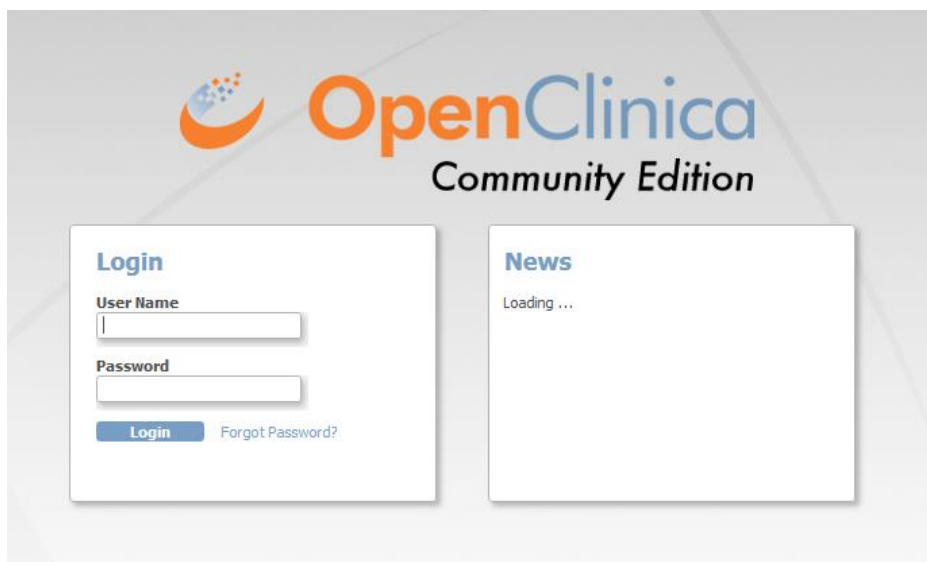 OpenClinica
Community Edition
Login
User Name
Password
Login Forgot Password?
News
Loading ...